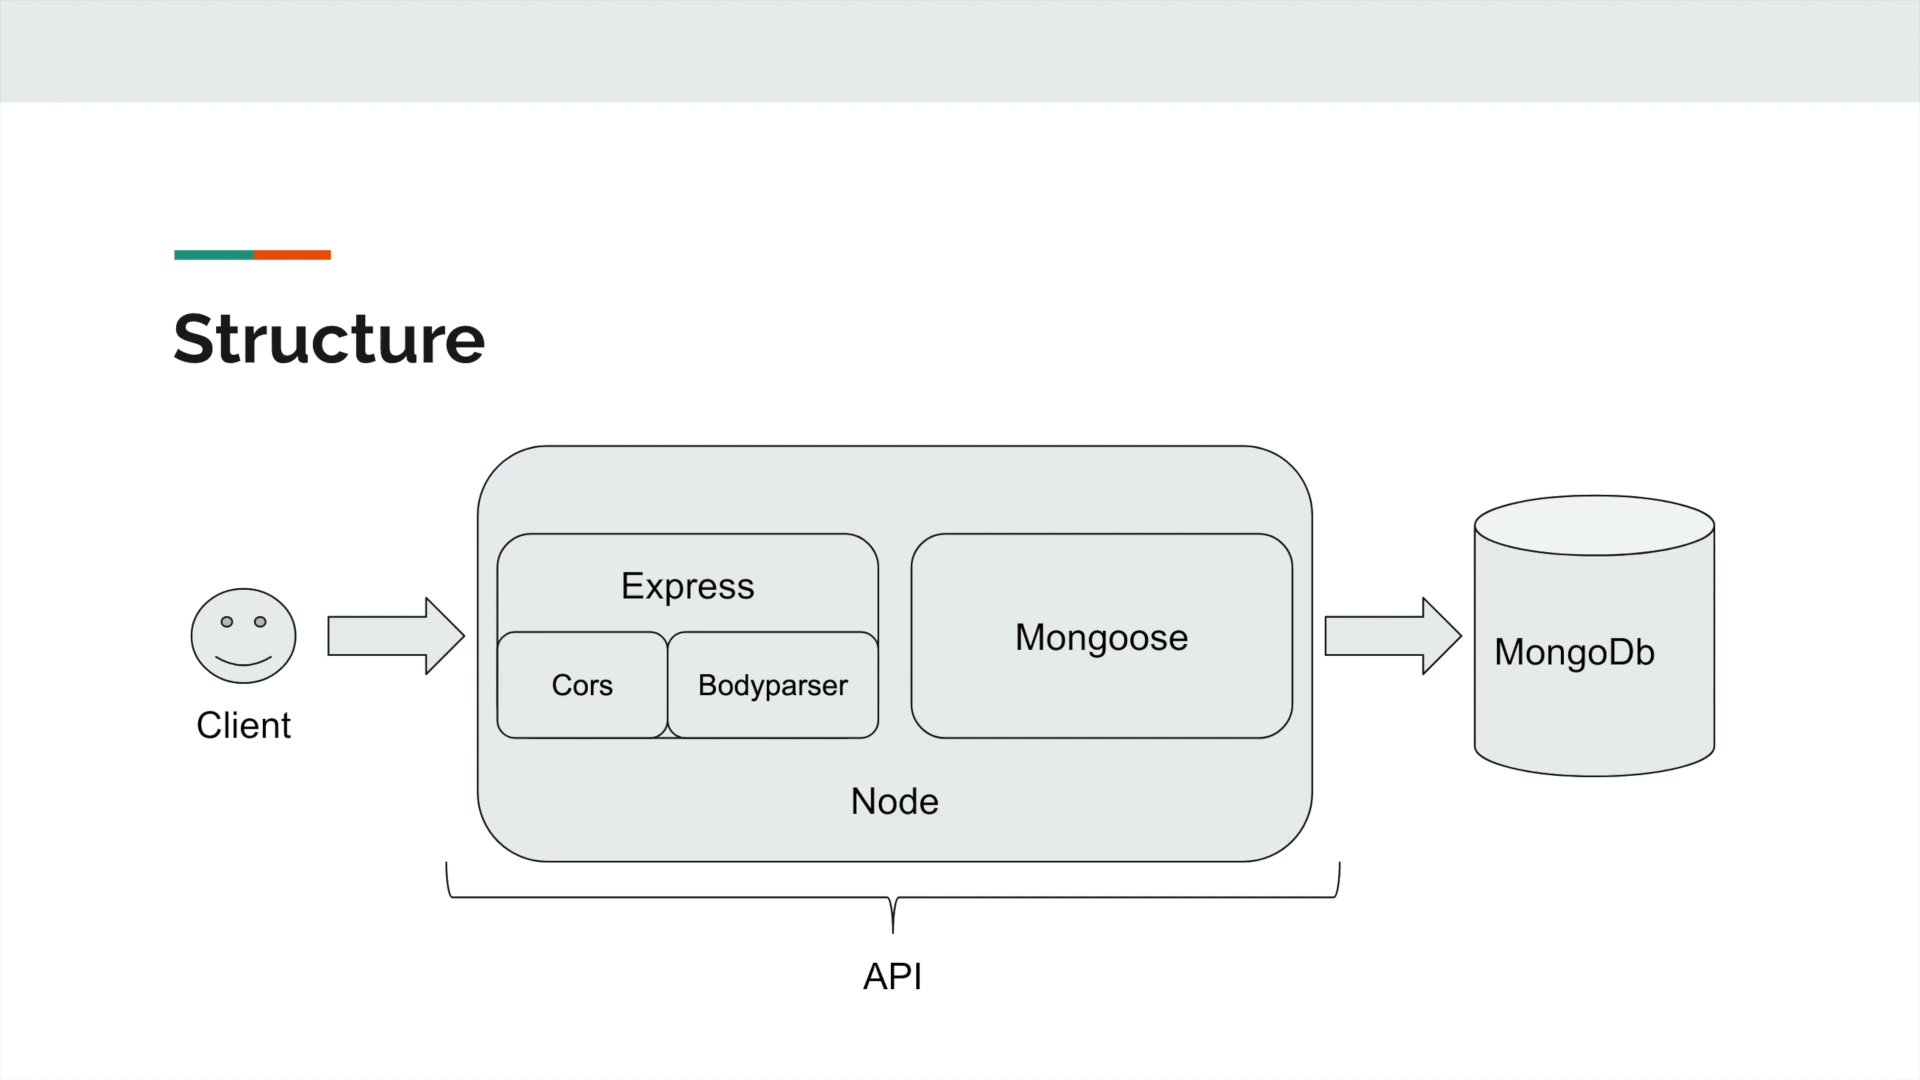 Structure
Client
Express
Cors
Bodyparser
Mongoose
Node
MongoDb
API